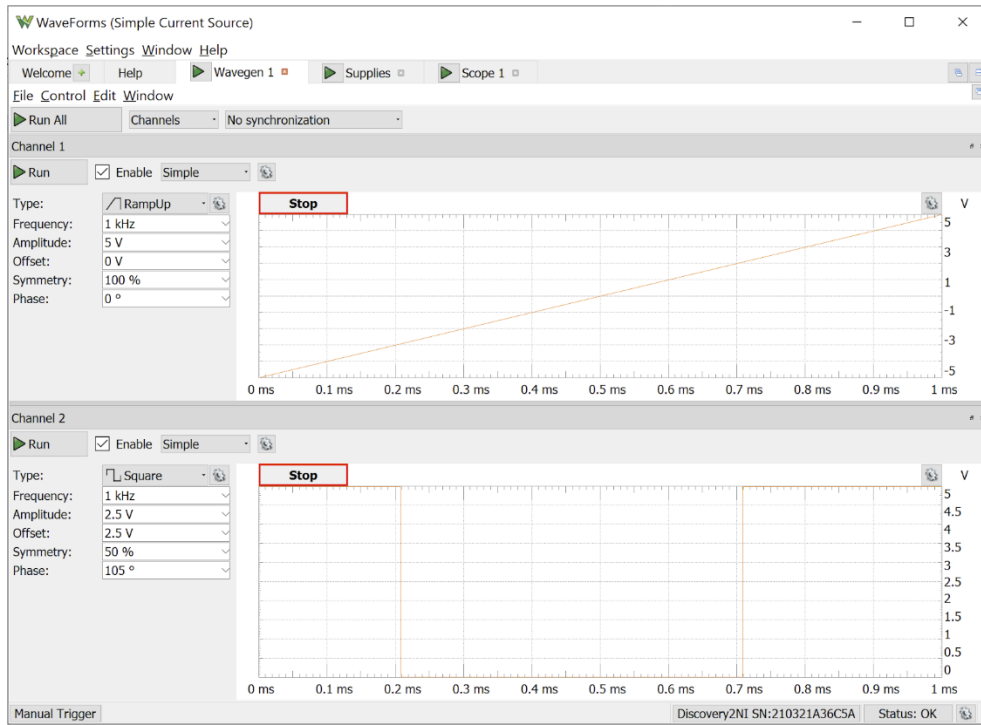 WaveForms (Simple Current Source)
Workspace Settings Window Help
Welcome Help Wavegen 1 Supplies Scope 1
File Control Edit Window
Run All Channels No synchronization
Channel 1
Run Enable Simple
Type: RampUp Stop V
Frequency: 1 kHz
Amplitude: 5 V
Offset: 0 V
Symmetry: 100 %
Phase: 0 °
5
3
1
-1
-3
-5
0 ms 0.1 ms 0.2 ms 0.3 ms 0.4 ms 0.5 ms 0.6 ms 0.7 ms 0.8 ms 0.9 ms 1 ms
Channel 2
Run Enable Simple
Type: Square Stop V
Frequency: 1 kHz
Amplitude: 2.5 V
Offset: 2.5 V
Symmetry: 50 %
Phase: 105 °
5
4.5
4
3.5
3
2.5
2
1.5
1
0.5
0
0 ms 0.1 ms 0.2 ms 0.3 ms 0.4 ms 0.5 ms 0.6 ms 0.7 ms 0.8 ms 0.9 ms 1 ms
Manual Trigger Discovery2NI SN:210321A36C5A Status: OK